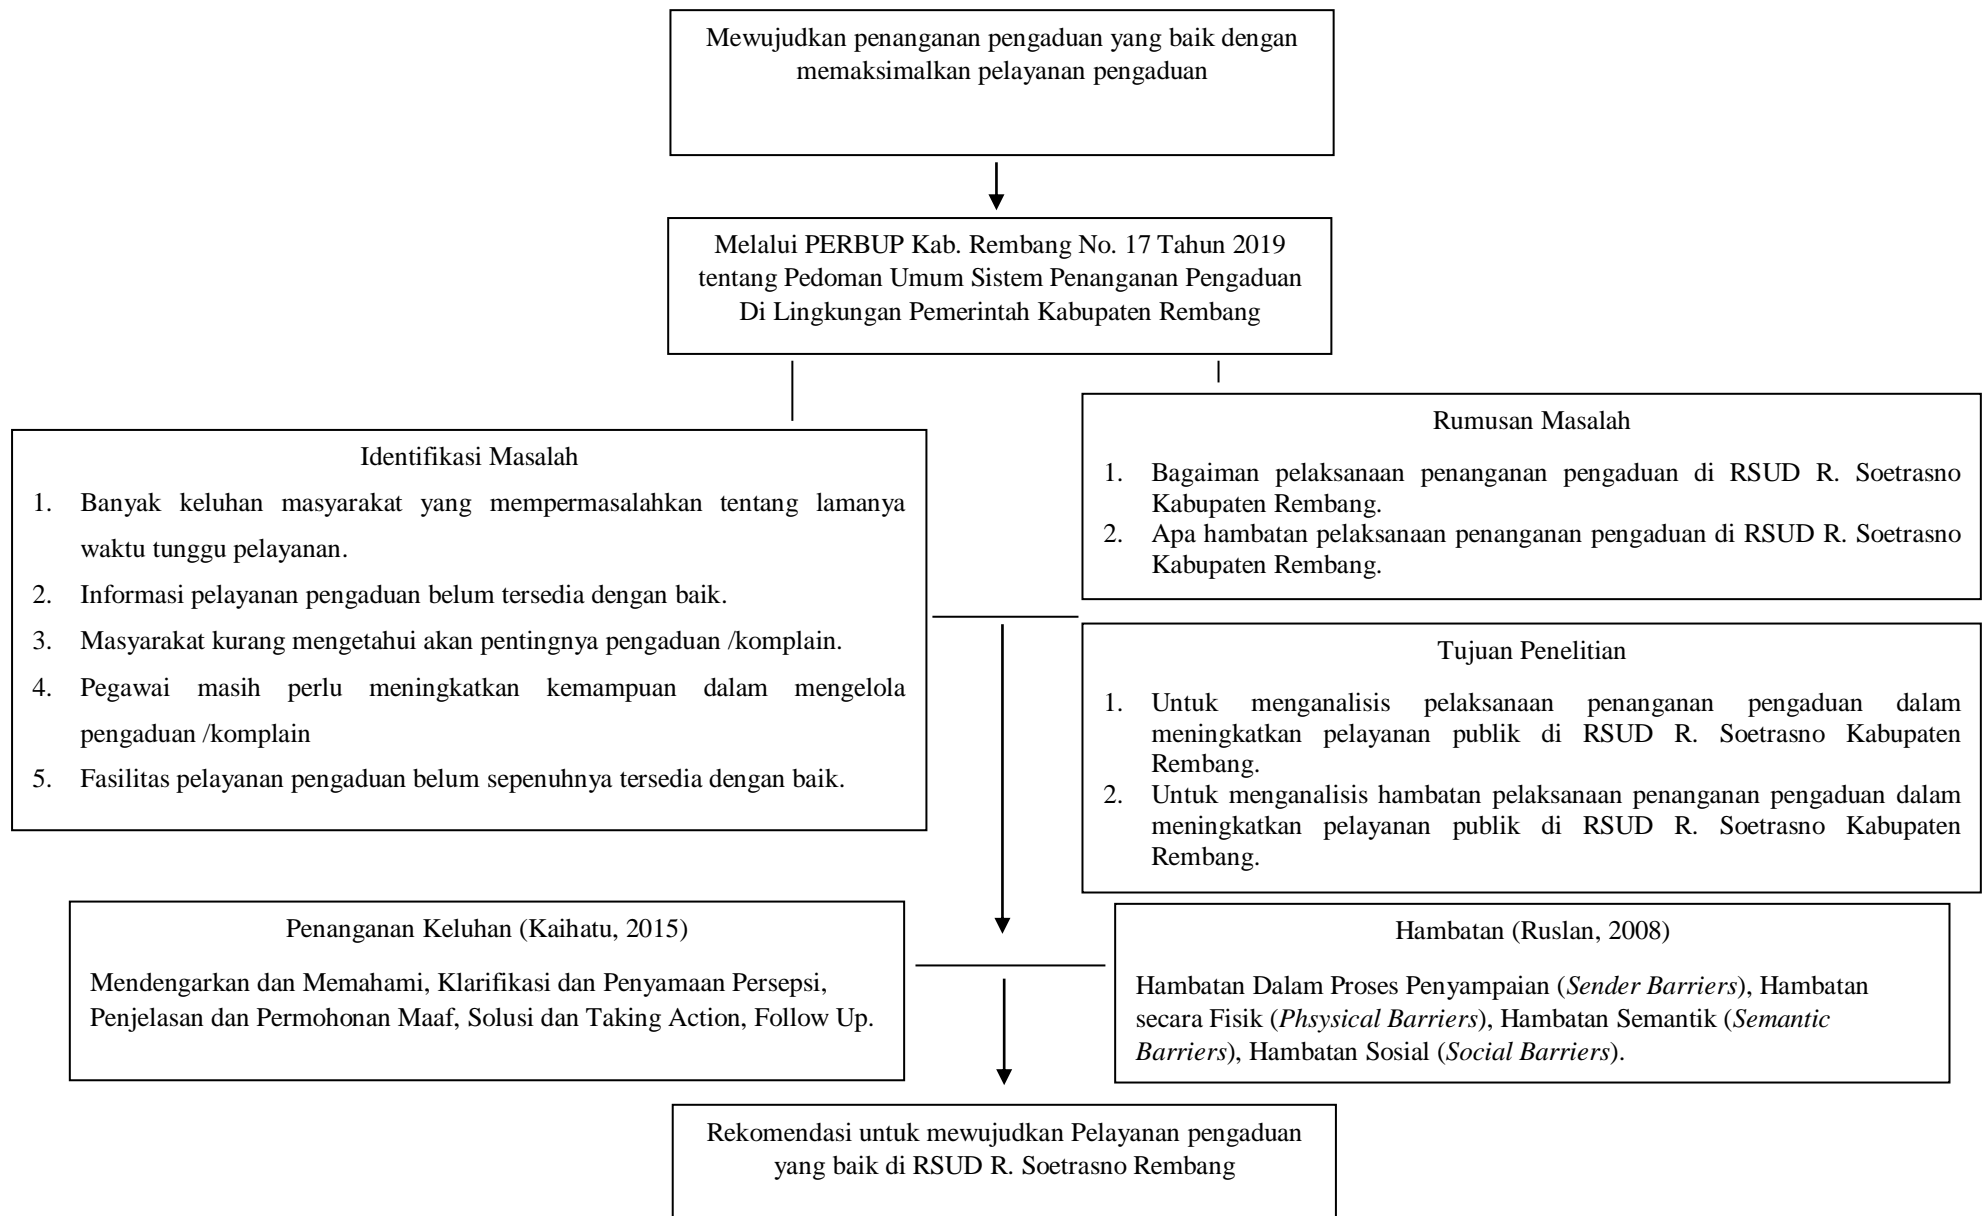 Mewujudkan penanganan pengaduan yang baik dengan
memaksimalkan pelayanan pengaduan
Melalui PERBUP Kab. Rembang No. 17 Tahun 2019
tentang Pedoman Umum Sistem Penanganan Pengaduan
Di Lingkungan Pemerintah Kabupaten Rembang
Identifikasi Masalah
1. Banyak keluhan masyarakat yang mempermasalahkan tentang lamanya
waktu tunggu pelayanan.
2. Informasi pelayanan pengaduan belum tersedia dengan baik.
3. Masyarakat kurang mengetahui akan pentingnya pengaduan /komplain.
4. Pegawai masih perlu meningkatkan kemampuan dalam mengelola
pengaduan /komplain
5. Fasilitas pelayanan pengaduan belum sepenuhnya tersedia dengan baik.
Rumusan Masalah
1. Bagaiman pelaksanaan penanganan pengaduan di RSUD R. Soetrasno
Kabupaten Rembang.
2. Apa hambatan pelaksanaan penanganan pengaduan di RSUD R. Soetrasno
Kabupaten Rembang.
Tujuan Penelitian
1. Untuk menganalisis pelaksanaan penanganan pengaduan dalam
meningkatkan pelayanan publik di RSUD R. Soetrasno Kabupaten
Rembang.
2. Untuk menganalisis hambatan pelaksanaan penanganan pengaduan dalam
meningkatkan pelayanan publik di RSUD R. Soetrasno Kabupaten
Rembang.
Penanganan Keluhan (Kaihatu, 2015)
Mendengarkan dan Memahami, Klarifikasi dan Penyamaan Persepsi,
Penjelasan dan Permohonan Maaf, Solusi dan Taking Action, Follow Up.
Hambatan (Ruslan, 2008)
Hambatan Dalam Proses Penyampaian (Sender Barriers), Hambatan
secara Fisik (Phsysical Barriers), Hambatan Semantik (Semantic
Barriers), Hambatan Sosial (Social Barriers).
Rekomendasi untuk mewujudkan Pelayanan pengaduan
yang baik di RSUD R. Soetrasno Rembang